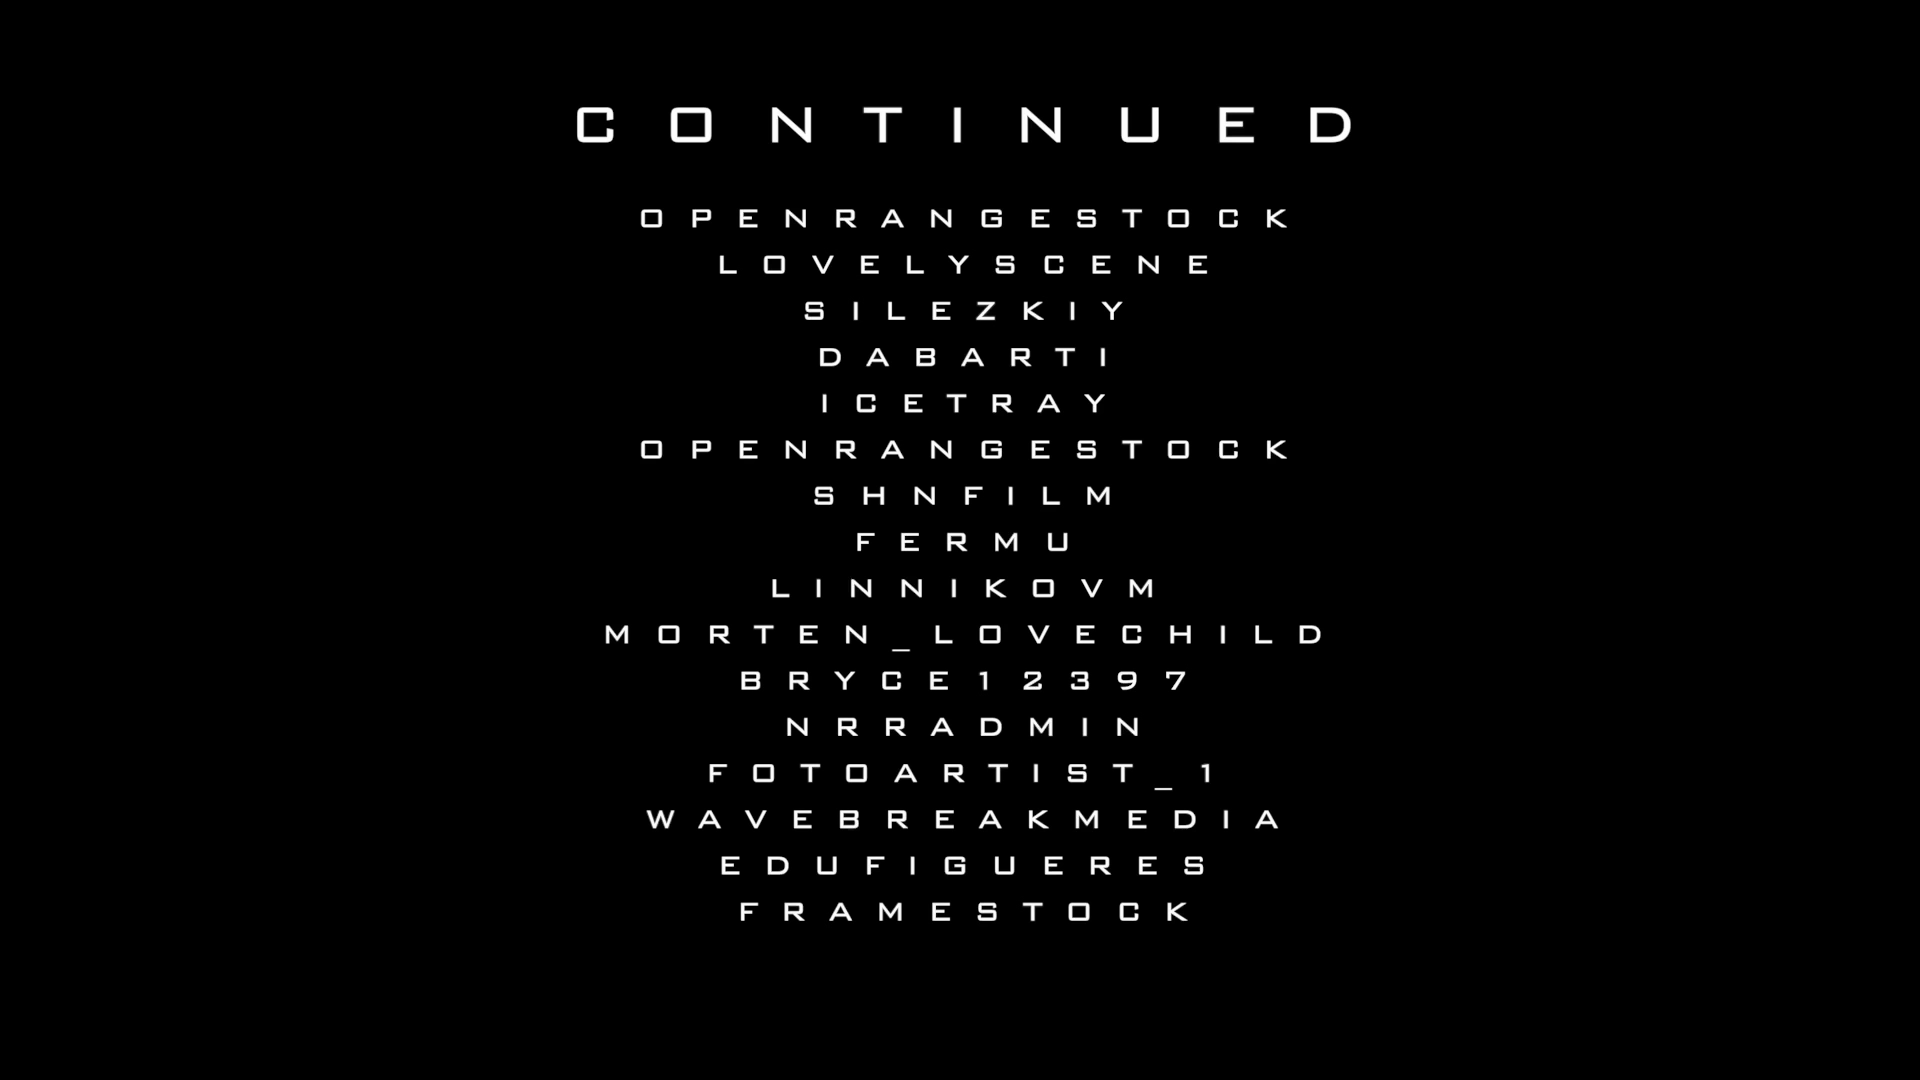 CONTINUED
OPENRANGESTOCK
LOVELYSCENE
SILEZKIY
DABARTI
ICETRAY
OPENRANGESTOCK
SHNFILM
FERMU
LINNIKOVM
MORTEN_LOVECHILD
BRYCE12397
NRRADMIN
FOTOARTIST_1
WAVEBREAKMEDIA
EDUFIGUERES
FRAMESTOCK